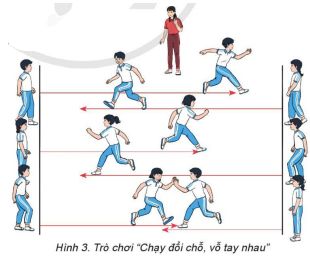 Hình 3. Trò chơi "Chạy đổi chỗ, vỗ tay nhau"